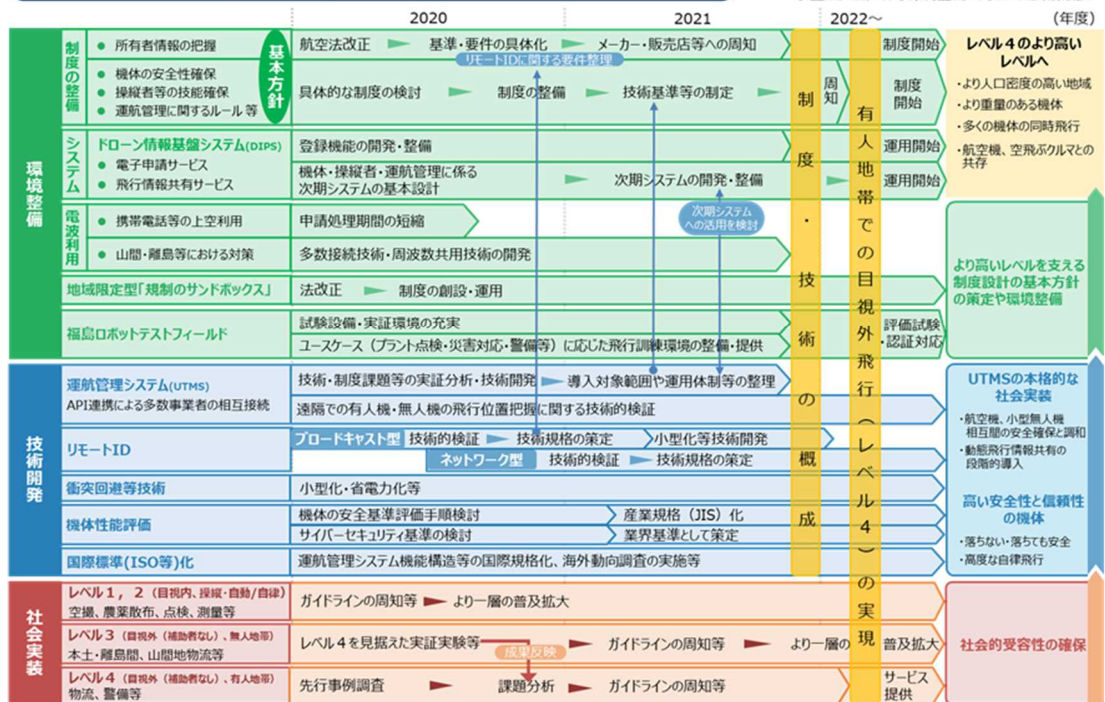 2020
2021
2022～
(年度)
環境整備
制度の整備
● 所有者情報の把握
● 機体の安全性確保
● 操縦者等の技能確保
● 運航管理に関するルール 等
基本方針
航空法改正 基準・要件の具体化 メーカー・販売店等への周知
制度開始
リモートIDに関する要件整理
具体的な制度の検討 制度の整備 技術基準等の制定
周知
制度
開始
システム
ドローン情報基盤システム(DIPS)
● 電子申請サービス
● 飛行情報共有サービス
登録機能の開発・整備
運用開始
機体・操縦者・運航管理に係る
次期システムの基本設計
次期システムの開発・整備
運用開始
次期システム
への活用を検討
電波利用
● 携帯電話等の上空利用
申請処理期間の短縮
● 山間・離島等における対策
多数接続技術・周波数共用技術の開発
地域限定型「規制のサンドボックス」
法改正 制度の創設・運用
福島ロボットテストフィールド
試験設備・実証環境の充実
ユースケース（プラント点検・災害対応・警備等）に応じた飛行訓練環境の整備・提供
評価試験
・認証対応
制度・技術の概成
有人地帯での目視外飛行（レベル４）の実現
レベル４のより高い
レベルへ
・より人口密度の高い地域
・より重量のある機体
・多くの機体の同時飛行
・航空機、空飛ぶクルマとの
共存
より高いレベルを支える
制度設計の基本方針
の策定や環境整備
技術開発
運航管理システム(UTMS)
API連携による多数事業者の相互接続
技術・制度課題等の実証分析・技術開発 導入対象範囲や運用体制等の整理
遠隔での有人機・無人機の飛行位置把握に関する技術的検証
リモートID
ブロードキャスト型 技術的検証 技術規格の策定 小型化等技術開発
ネットワーク型 技術的検証 技術規格の策定
衝突回避等技術
小型化・省電力化等
機体性能評価
機体の安全基準評価手順検討 産業規格（JIS）化
サイバーセキュリティ基準の検討 業界基準として策定
国際標準(ISO等)化
運航管理システム機能構造等の国際規格化、海外動向調査の実施等
UTMSの本格的な
社会実装
・航空機、小型無人機
相互間の安全確保と調和
・動態飛行情報共有の
段階的導入
高い安全性と信頼性
の機体
・落ちない・落ちても安全
・高度な自律飛行
社会実装
レベル１，２（目視内、操縦・自動/自律）
空撮、農薬散布、点検、測量等
ガイドラインの周知等 より一層の普及拡大
レベル３（目視外（補助者なし）、無人地帯）
本土・離島間、山間地物流等
レベル４を見据えた実証実験等 ガイドラインの周知等 より一層の 普及拡大
成果反映
レベル４（目視外（補助者なし）、有人地帯）
物流、警備等
先行事例調査 課題分析 ガイドラインの周知等
サービス
提供
社会的受容性の確保